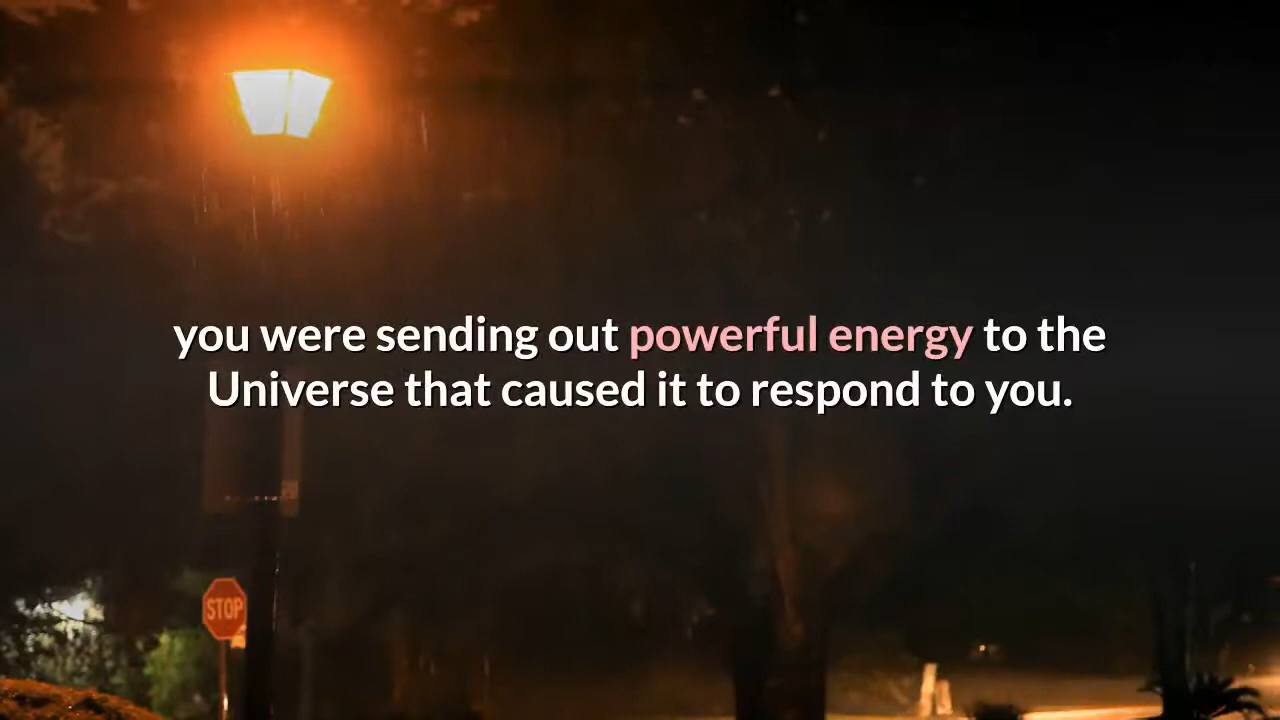 you were sending out powerful energy to the
Universe that caused it to respond to you.
STOP